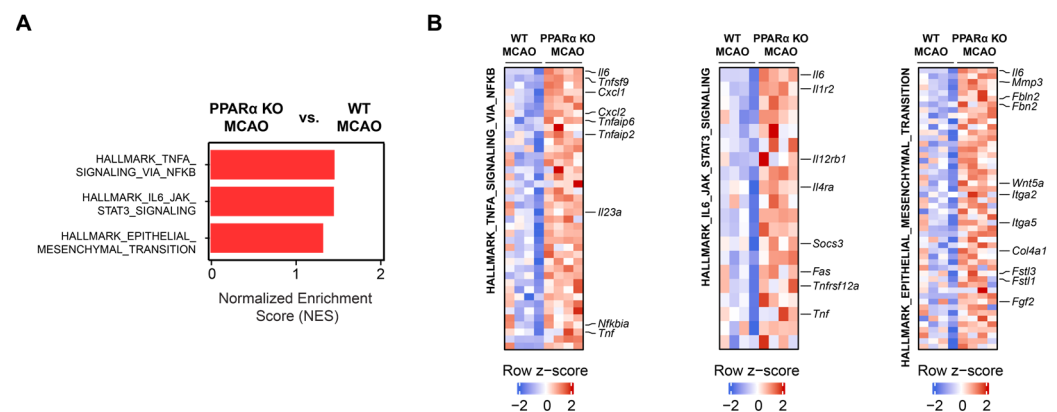 A
PPARα KO
MCAO
vs.
WT
MCAO
HALLMARK_TNFA_
SIGNALING_VIA_NFKB
HALLMARK_IL6_JAK_
STAT3_SIGNALING
HALLMARK_EPITHELIAL_
MESENCHYMAL_TRANSITION
0
1
2
Normalized Enrichment
Score (NES)
B
WT
MCAO
PPARα KO
MCAO
HALLMARK_TNFA_SIGNALING_VIA_NFKB
Il6
Tnfsf9
Cxcl1
Cxcl2
Tnfaip6
Tnfaip2
Il23a
Nfkbia
Tnf
Row z-score
−2
0
2
WT
MCAO
PPARα KO
MCAO
HALLMARK_IL6_JAK_STAT3_SIGNALING
Il6
Il1r2
Il12rb1
Il4ra
Socs3
Fas
Tnfrsf12a
Tnf
Row z-score
−2
0
2
WT
MCAO
PPARα KO
MCAO
HALLMARK_EPITHELIAL_MESENCHYMAL_TRANSITION
Il6
Mmp3
Fbln2
Fbn2
Wnt5a
Itga2
Itga5
Col4a1
Fstl3
Fstl1
Fgf2
Row z-score
−2
0
2